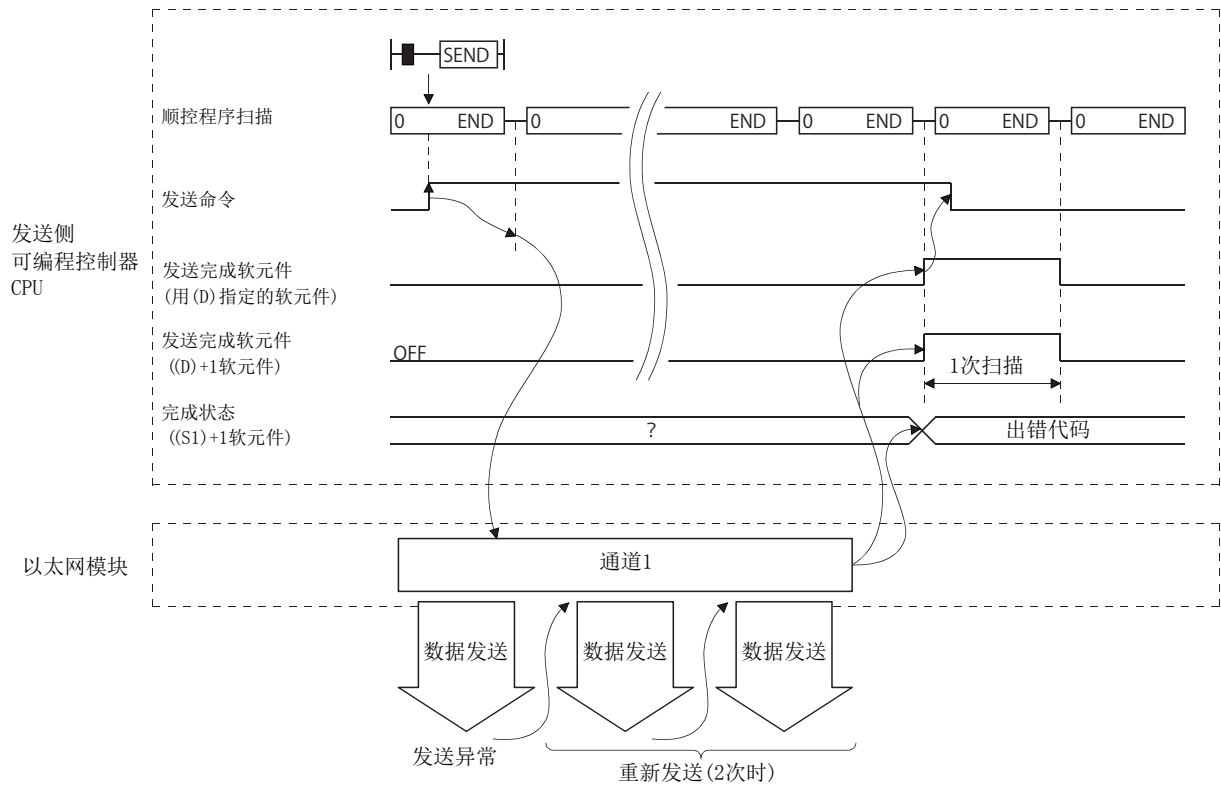 SEND
顺控程序扫描
0 END 0 END 0 END 0 END 0 END
发送命令
发送侧
可编程控制器
CPU
发送完成软元件
(用(D)指定的软元件)
发送完成软元件
((D)+1软元件)
OFF
1次扫描
完成状态
((S1)+1软元件)
?
出错代码
以太网模块
通道1
数据发送 数据发送 数据发送
发送异常
重新发送(2次时)